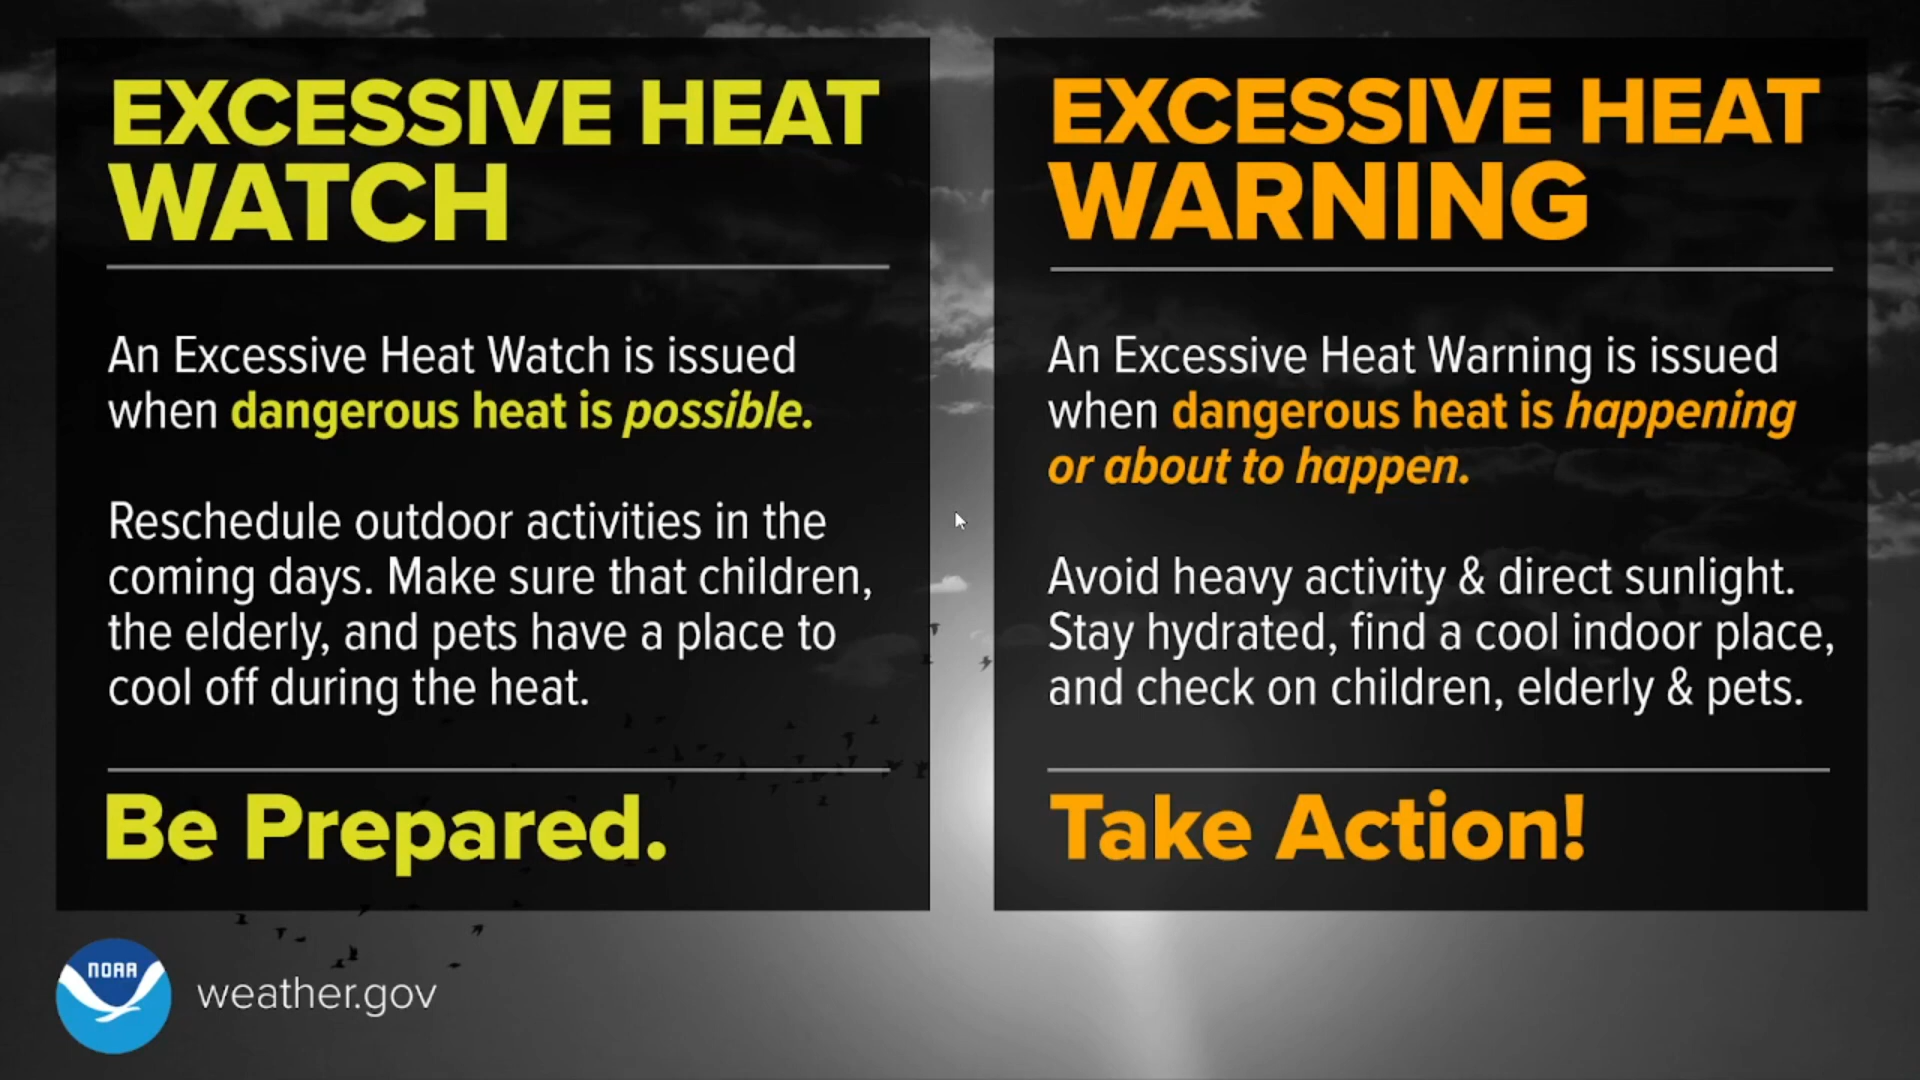 EXCESSIVE HEAT
WATCH
An Excessive Heat Watch is issued
when dangerous heat is possible.
Reschedule outdoor activities in the
coming days. Make sure that children,
the elderly, and pets have a place to
cool off during the heat.
Be Prepared.
EXCESSIVE HEAT
WARNING
An Excessive Heat Warning is issued
when dangerous heat is happening
or about to happen.
Avoid heavy activity & direct sunlight.
Stay hydrated, find a cool indoor place,
and check on children, elderly & pets.
Take Action!
NOAA
weather.gov